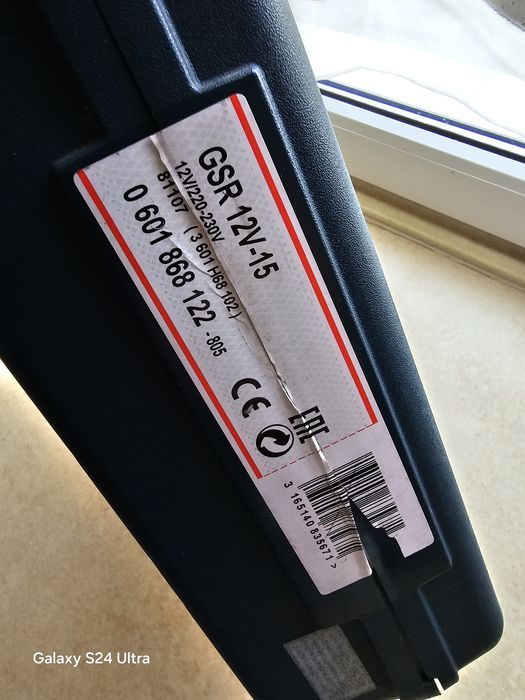 GSR 12V-15
12V/220-230V
81107 ( 3 601 H68 102 )
0 601 868 122 -805
CE
EAC
3 165140 835671 >
Galaxy S24 Ultra